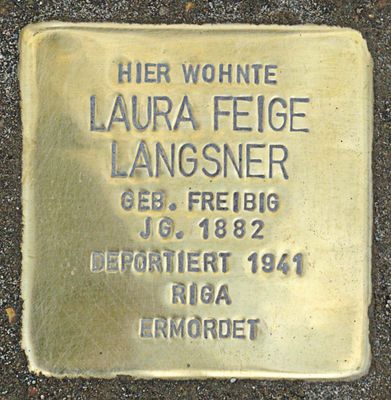 HIER WOHNTE
LAURA FEIGE
LANGSNER
GEB. FREIBIG
JG. 1882
DEPORTIERT 1941
RIGA
ERMORDET